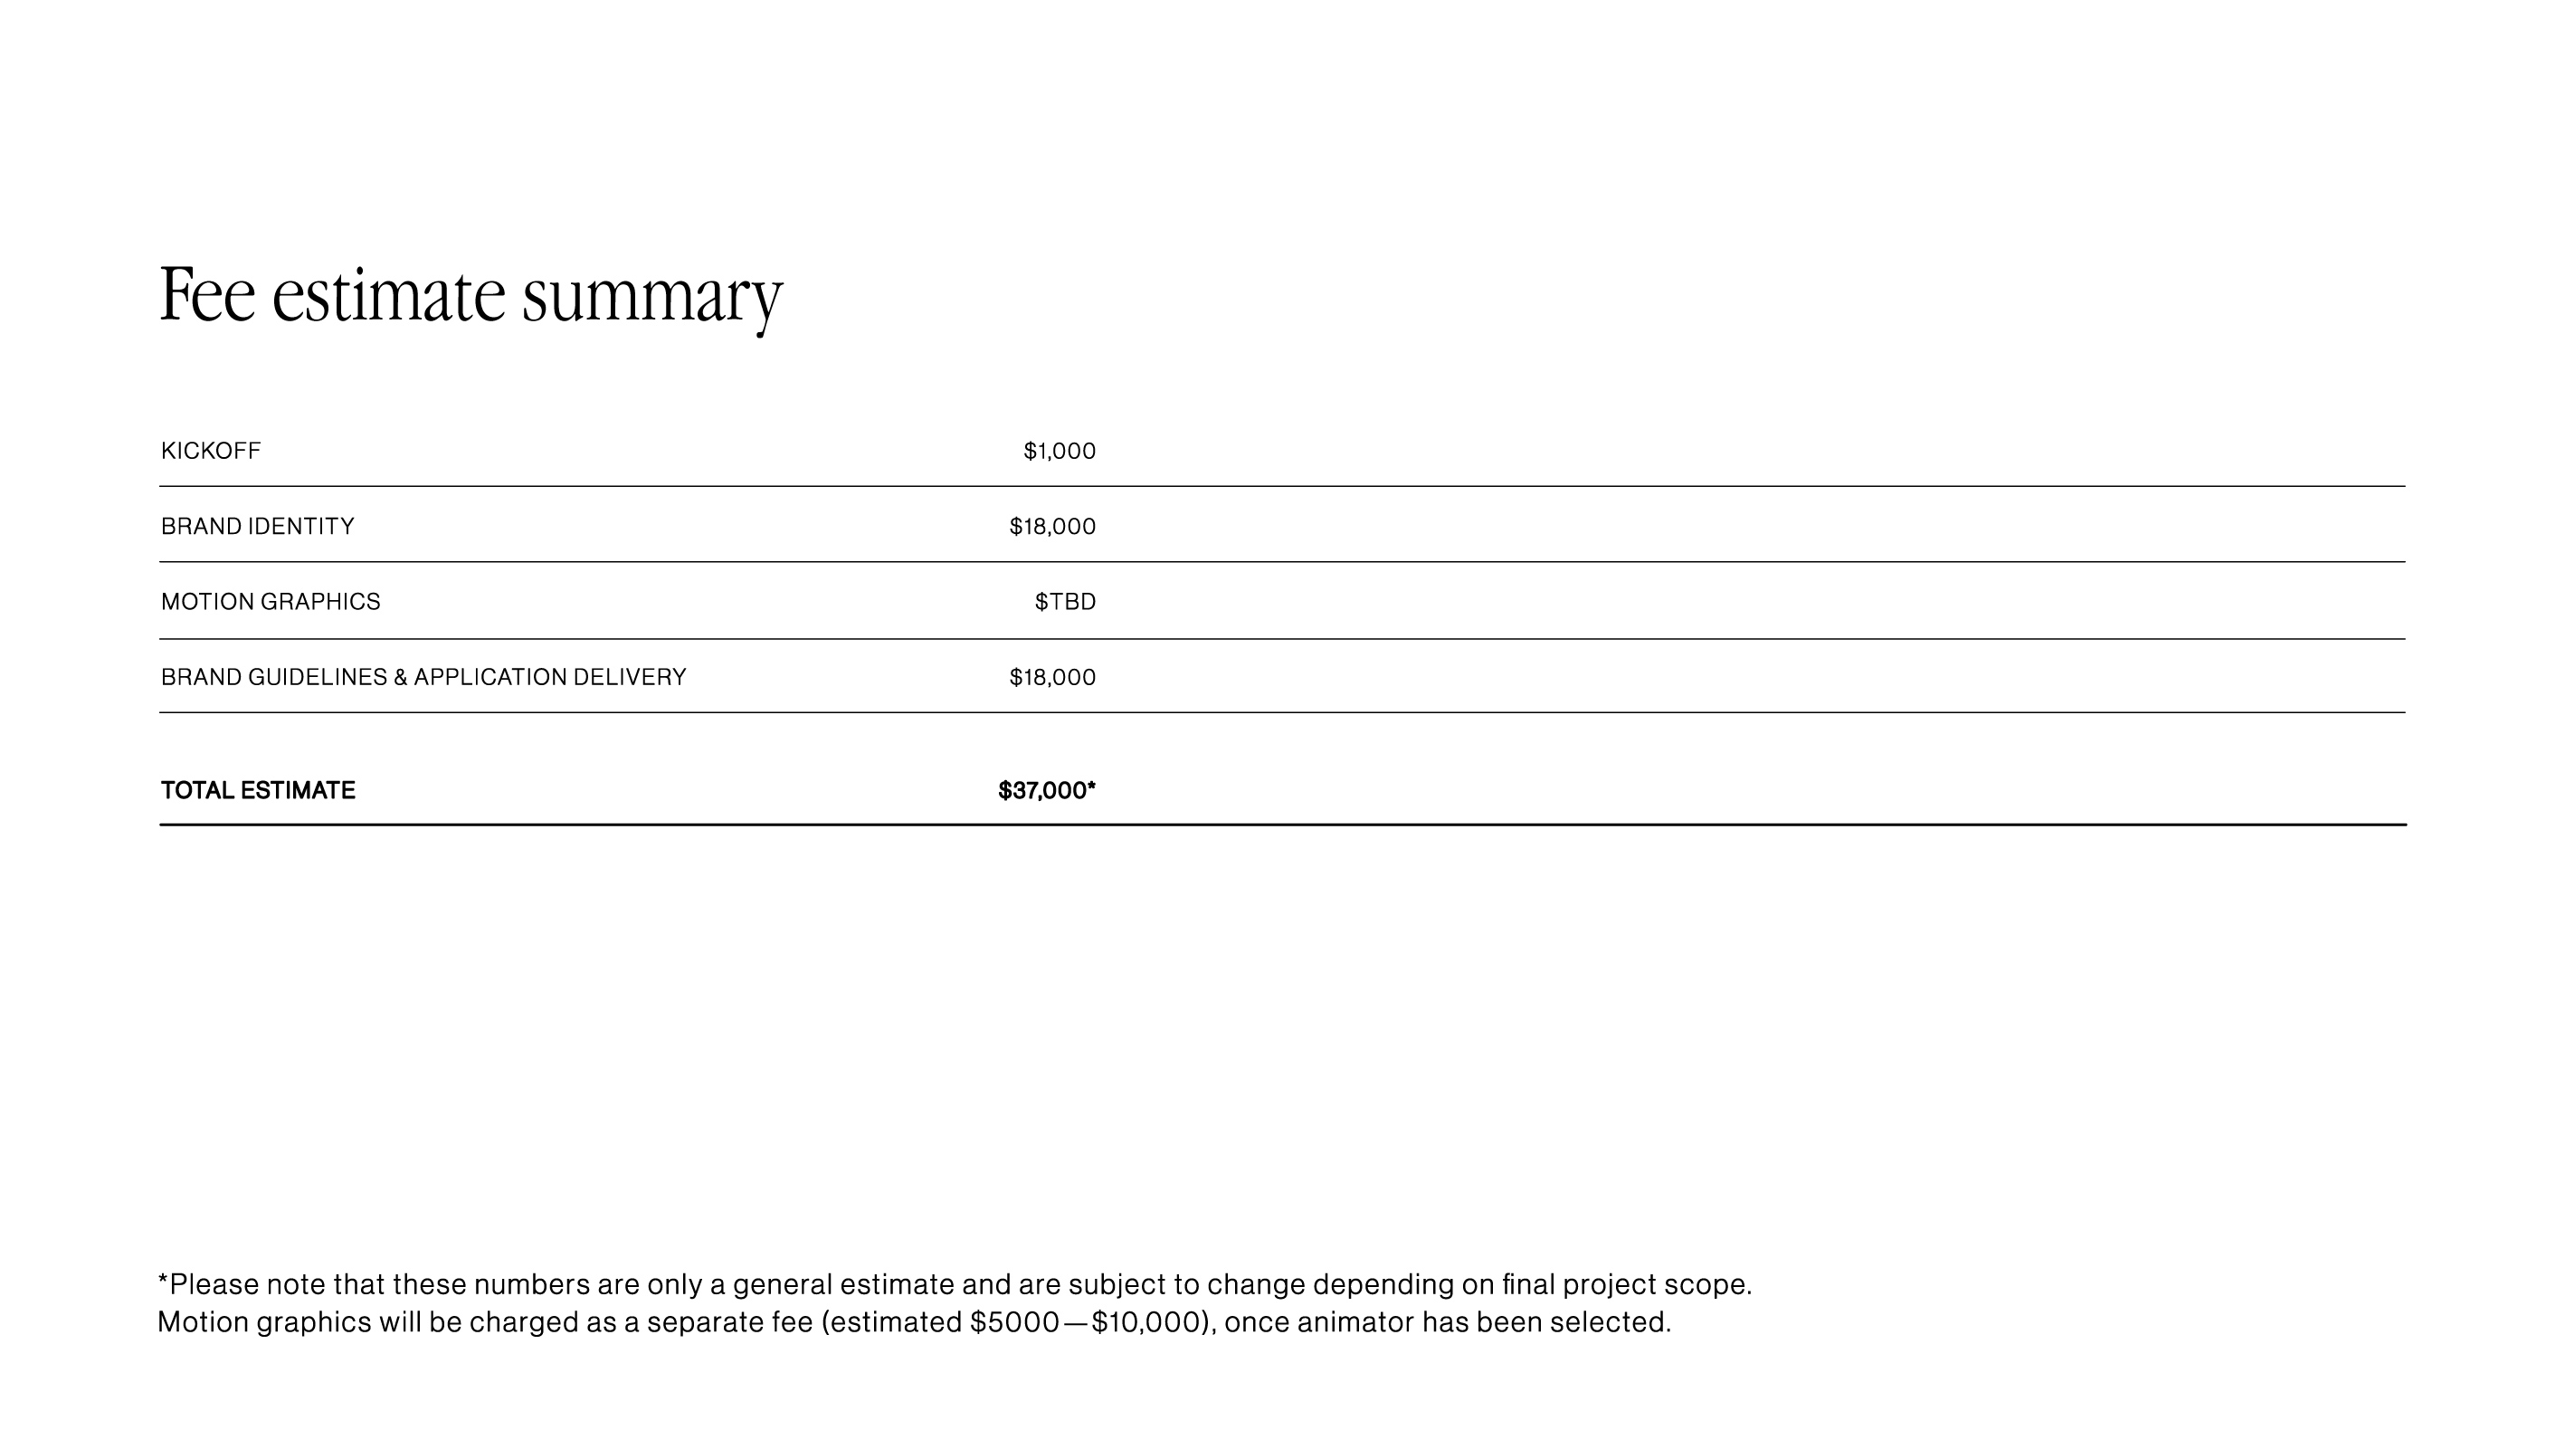 Fee estimate summary
KICKOFF $1,000
BRAND IDENTITY $18,000
MOTION GRAPHICS $TBD
BRAND GUIDELINES & APPLICATION DELIVERY $18,000
TOTAL ESTIMATE $37,000*
*Please note that these numbers are only a general estimate and are subject to change depending on final project scope.
Motion graphics will be charged as a separate fee (estimated $5000—$10,000), once animator has been selected.